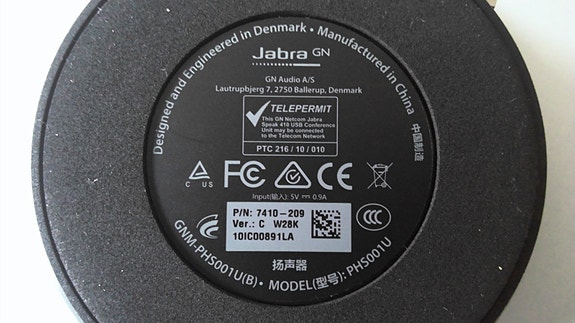 Designed and Engineered in Denmark • Manufactured in China 中国制造
Jabra GN
GN Audio A/S
Lautrupbjerg 7, 2750 Ballerup, Denmark
TELEPERMIT
This GN Netcom Jabra
Speak 410 USB Conference
Unit may be connected
to the Telecom Network
PTC 216 / 10 / 010
C US
FC CE
Input(输入): 5V 0.9A
P/N: 7410-209
Ver.: C W28K
10IC00891LA
CCC
扬声器
GNM-PHS001U(B) • MODEL(型号): PHS001U